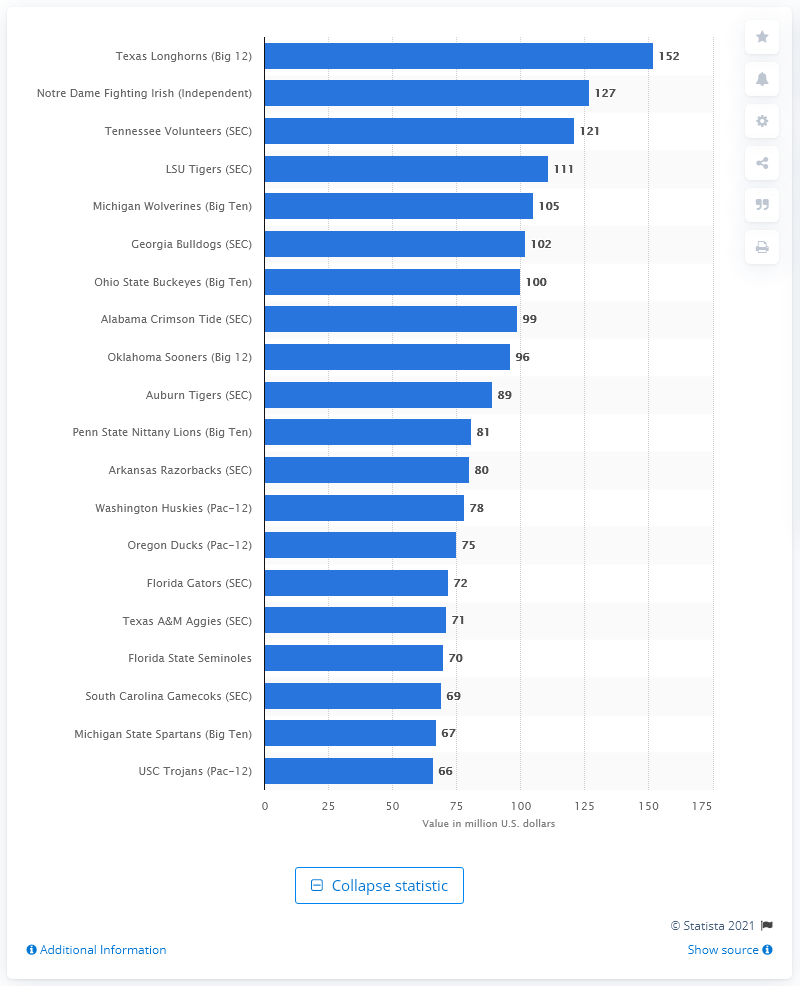 Texas Longhorns (Big 12) 152
Notre Dame Fighting Irish (Independent) 127
Tennessee Volunteers (SEC) 121
LSU Tigers (SEC) 111
Michigan Wolverines (Big Ten) 105
Georgia Bulldogs (SEC) 102
Ohio State Buckeyes (Big Ten) 100
Alabama Crimson Tide (SEC) 99
Oklahoma Sooners (Big 12) 96
Auburn Tigers (SEC) 89
Penn State Nittany Lions (Big Ten) 81
Arkansas Razorbacks (SEC) 80
Washington Huskies (Pac-12) 78
Oregon Ducks (Pac-12) 75
Florida Gators (SEC) 72
Texas A&M Aggies (SEC) 71
Florida State Seminoles 70
South Carolina Gamecoks (SEC) 69
Michigan State Spartans (Big Ten) 67
USC Trojans (Pac-12) 66
0 25 50 75 100 125 150 175
Value in million U.S. dollars
Collapse statistic
© Statista 2021
Additional Information Show source